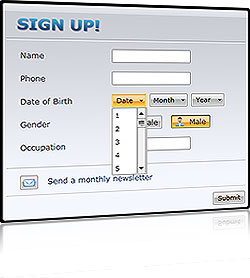 SIGN UP!
Name
Phone
Date of Birth Date Month Year
1
2
Gender ale Male
3
Occupation
4
5
Send a monthly newsletter
Submit